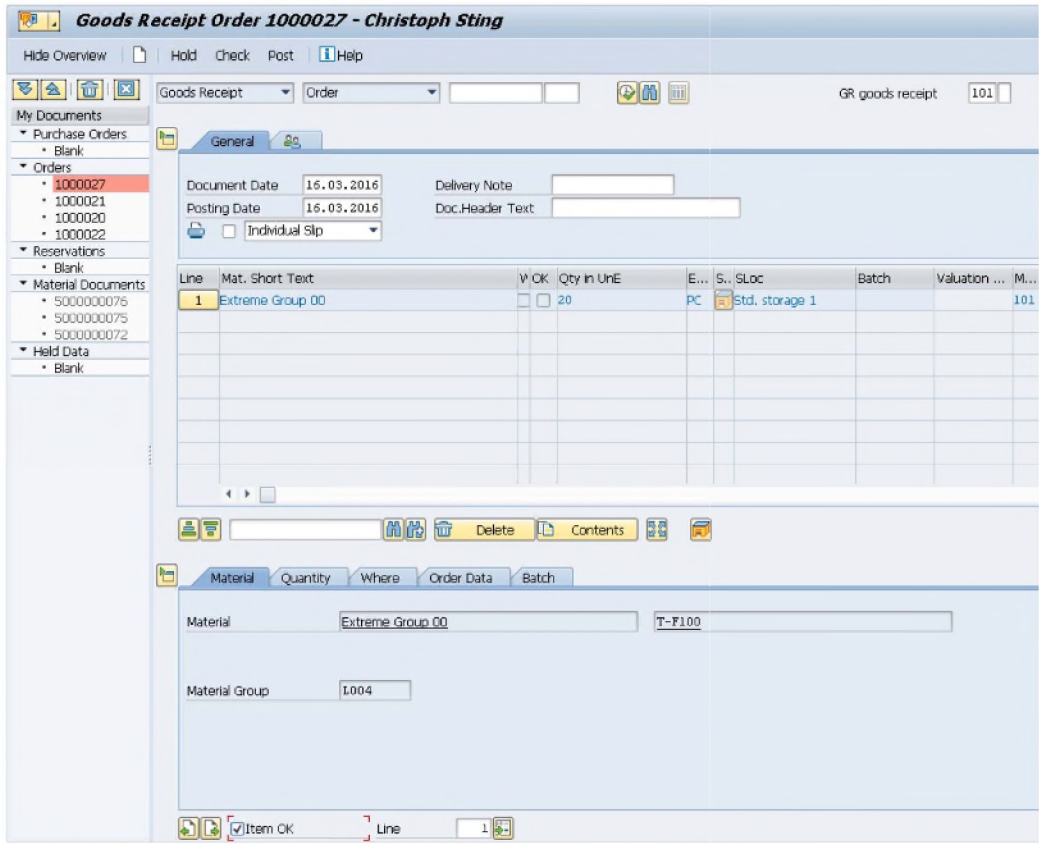 Goods Receipt Order 1000027 - Christoph Sting
Hide Overview Hold Check Post Help
Goods Receipt Order GR goods receipt 101
My Documents
Purchase Orders
Blank
Orders
1000027
1000021
1000020
1000022
Reservations
Blank
Material Documents
5000000076
5000000075
5000000072
Held Data
Blank
General
Document Date 16.03.2016 Delivery Note
Posting Date 16.03.2016 Doc.Header Text
Individual Slip
Line Mat. Short Text OK Qty in UnE E... S.. SLoc Batch Valuation ... M...
1 Extreme Group 00 20 PC Std. storage 1 101
Delete Contents
Material Quantity Where Order Data Batch
Material Extreme Group 00 T-F100
Material Group L004
Item OK Line 1